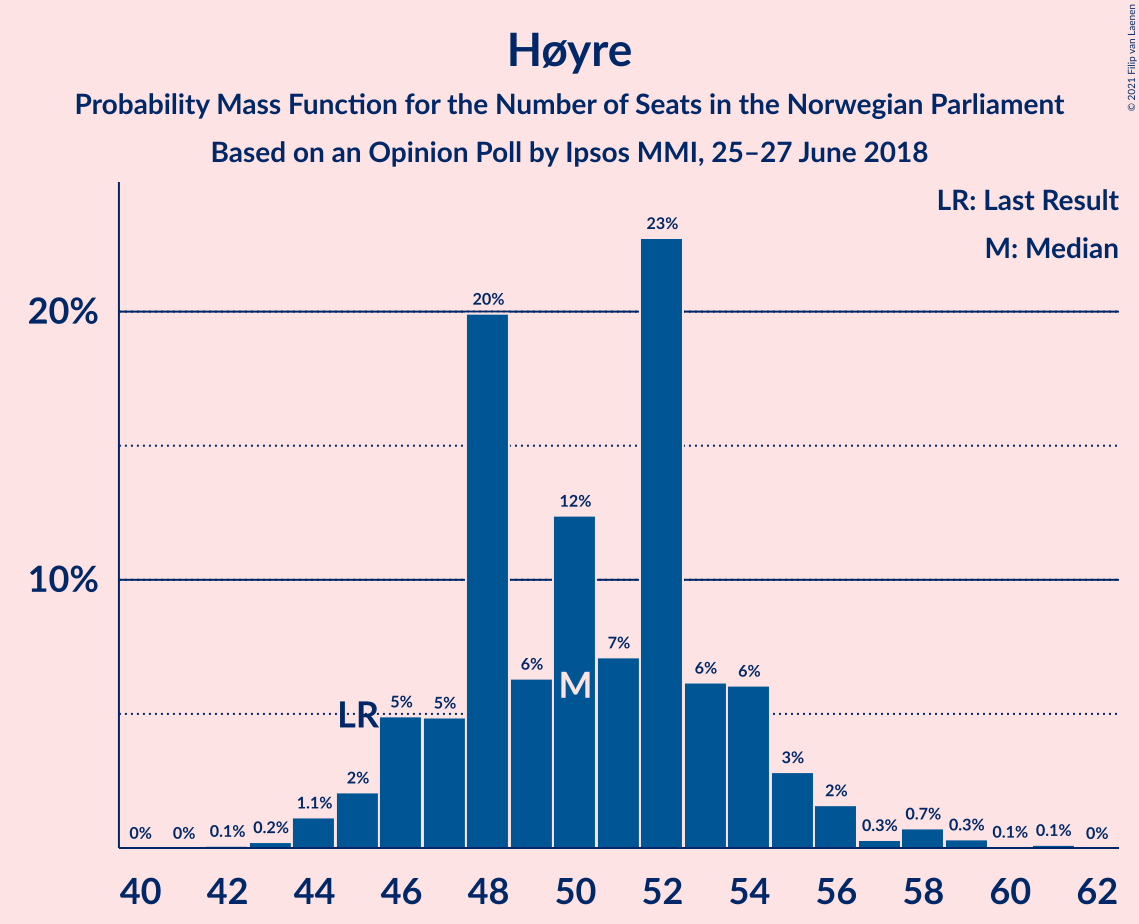 Høyre
Probability Mass Function for the Number of Seats in the Norwegian Parliament
Based on an Opinion Poll by Ipsos MMI, 25–27 June 2018
© 2021 Filip van Laenen
LR: Last Result
M: Median
23%
20%
20%
12%
10%
7%
6%
6%
6%
M
LR
5%
5%
3%
2%
2%
1.1%
0.7%
0%
0%
0.1%
0.2%
0.3%
0.3%
0.1%
0.1%
0%
40 42 44 46 48 50 52 54 56 58 60 62